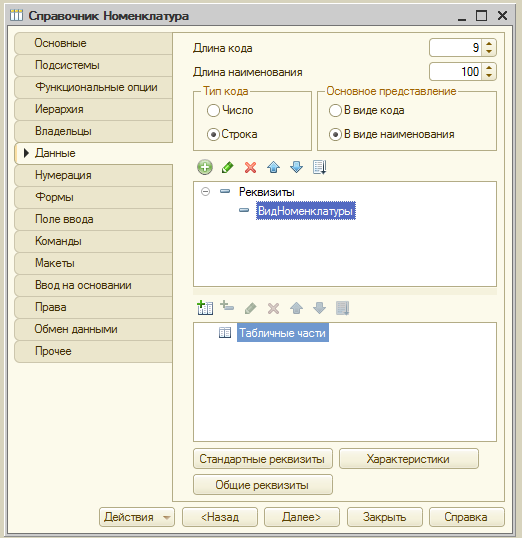 Справочник Номенклатура
Основные
Подсистемы
Функциональные опции
Иерархия
Владельцы
Данные
Нумерация
Формы
Поле ввода
Команды
Макеты
Ввод на основании
Права
Обмен данными
Прочее
Длина кода 9
Длина наименования 100
Тип кода
Число
Строка
Основное представление
В виде кода
В виде наименования
Реквизиты
ВидНоменклатуры
Табличные части
Стандартные реквизиты Характеристики
Общие реквизиты
Действия <Назад Далее> Закрыть Справка